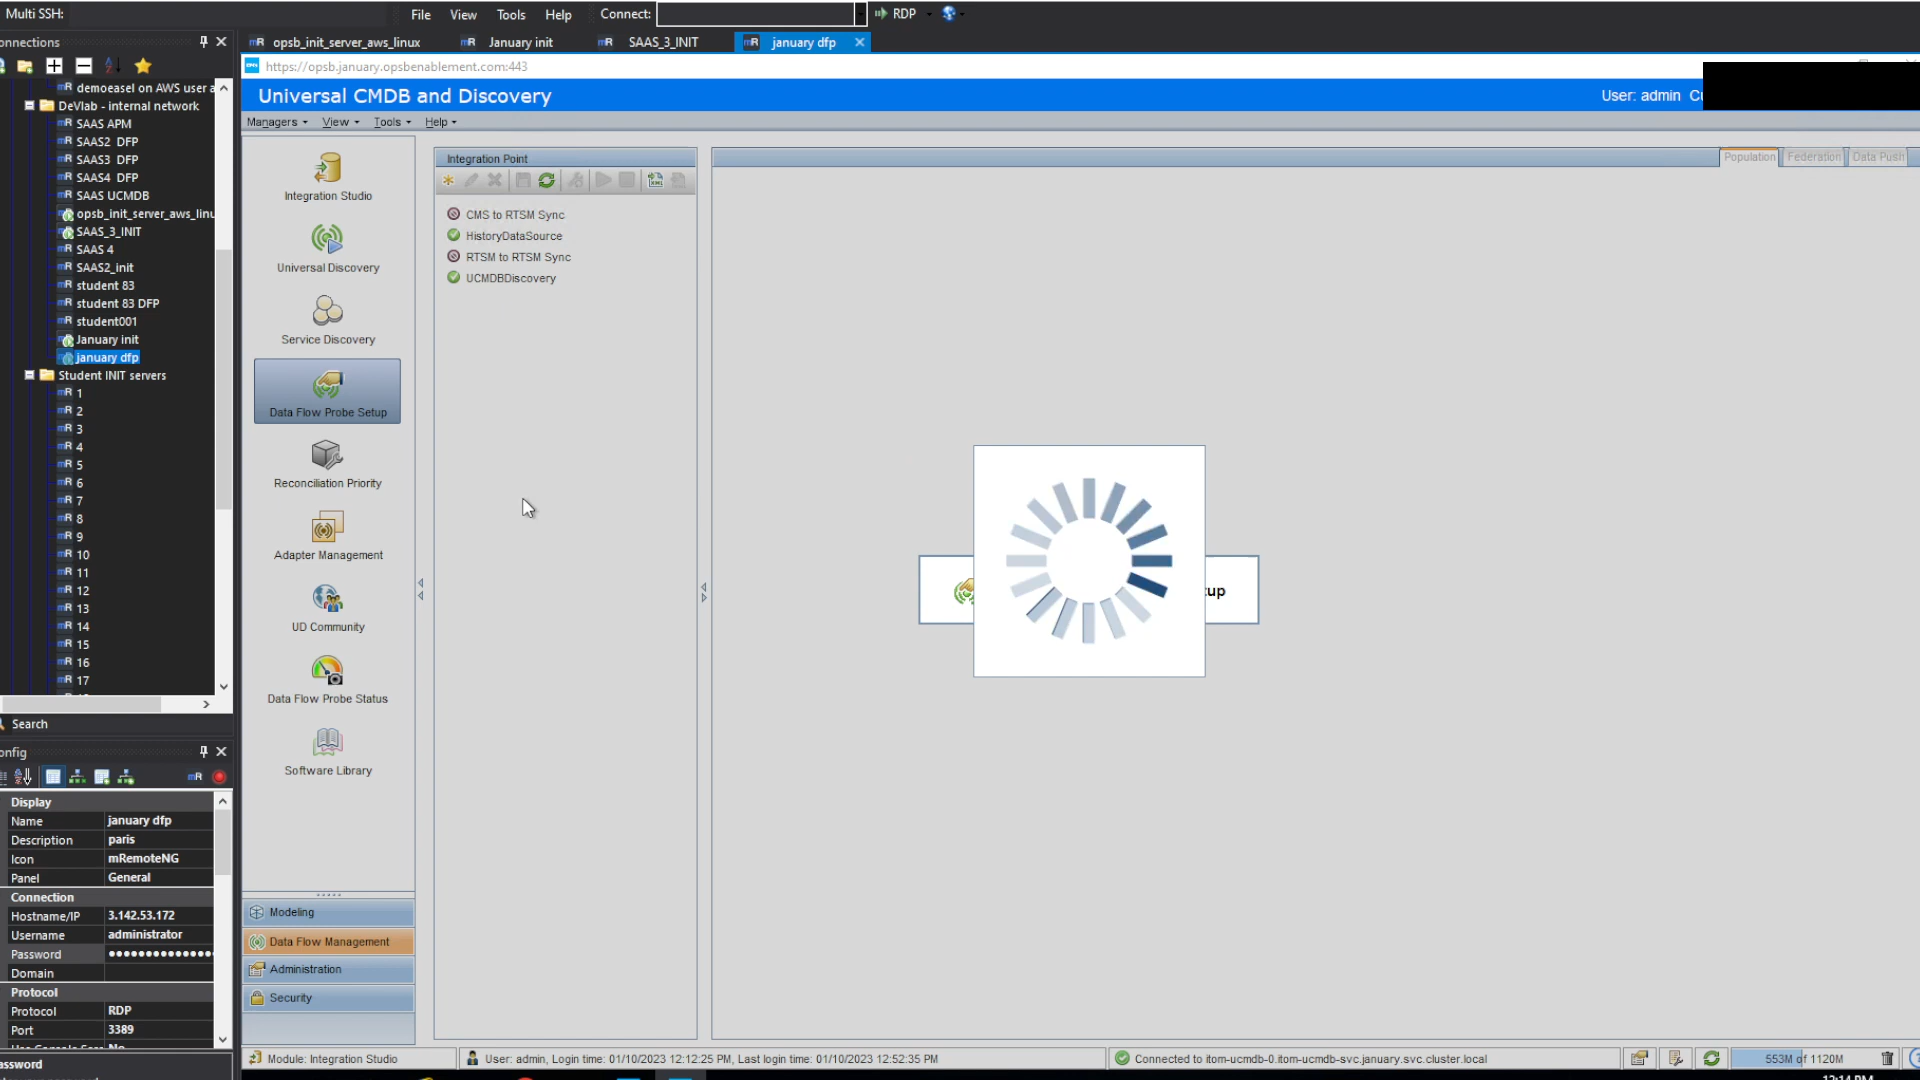 Multi SSH:
File View Tools Help Connect: RDP
onnections
opsb_init_server_aws_linux
January init
SAAS_3_INIT
january dfp
https://opsb.january.opsbenablement.com:443
Universal CMDB and Discovery
User: admin
Managers View Tools Help
demoeasel on AWS user a
DeVlab - internal network
SAAS APM
SAAS2 DFP
SAAS3 DFP
SAAS4 DFP
SAAS UCMDB
opsb_init_server_aws_linu
SAAS_3_INIT
SAAS 4
SAAS2_init
student 83
student 83 DFP
student001
January init
january dfp
Student INIT servers
1
2
3
4
5
6
7
8
9
10
11
12
13
14
15
16
17
Search
onfig
Display
Name january dfp
Description paris
Icon mRemoteNG
Panel General
Connection
Hostname/IP 3.142.53.172
Username administrator
Password ●●●●●●●●●●●●●●
Domain
Protocol
Protocol RDP
Port 3389
assword
Integration Studio
Universal Discovery
Service Discovery
Data Flow Probe Setup
Reconciliation Priority
Adapter Management
UD Community
Data Flow Probe Status
Software Library
Modeling
Data Flow Management
Administration
Security
Integration Point
CMS to RTSM Sync
HistoryDataSource
RTSM to RTSM Sync
UCMDBDiscovery
Population
Federation
Data Push
tup
Module: Integration Studio
User: admin, Login time: 01/10/2023 12:12:25 PM, Last login time: 01/10/2023 12:52:35 PM
Connected to itom-ucmdb-0.itom-ucmdb-svc.january.svc.cluster.local
553M of 1120M
12:14 PM